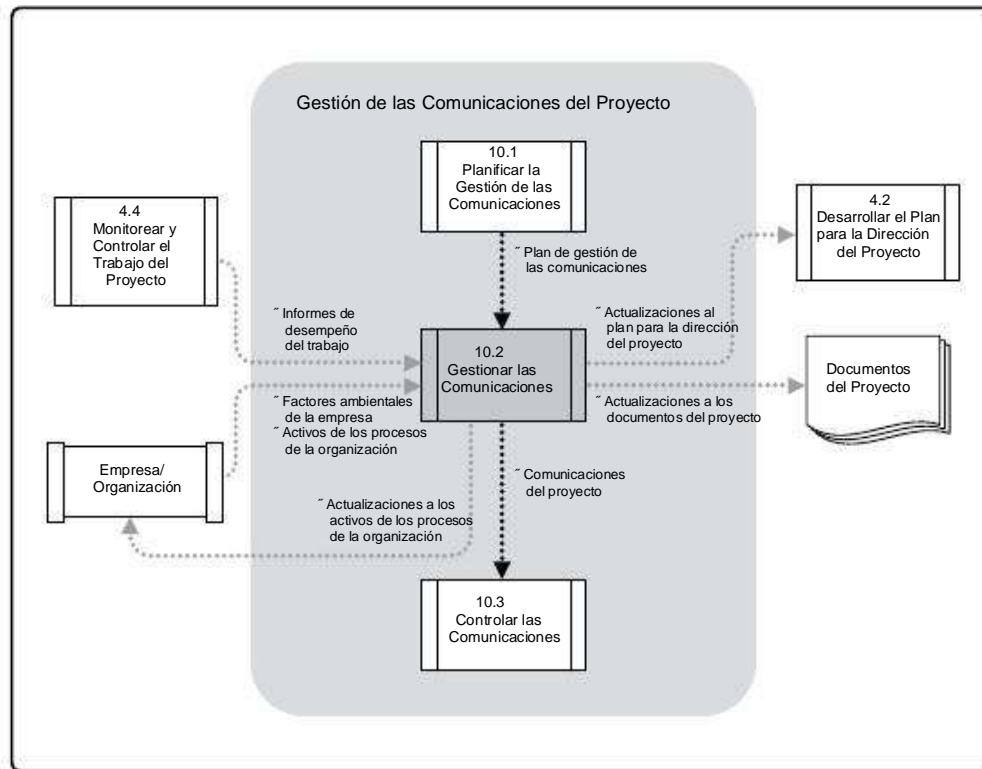 Gestión de las Comunicaciones del Proyecto
10.1
Planificar la
Gestión de las
Comunicaciones
4.4
Monitorear y
Controlar el
Trabajo del
Proyecto
4.2
Desarrollar el Plan
para la Dirección
del Proyecto
˝ Plan de gestión de
las comunicaciones
˝ Informes de
desempeño
del trabajo
˝ Actualizaciones al
plan para la dirección
del proyecto
10.2
Gestionar las
Comunicaciones
Documentos
del Proyecto
˝ Factores ambientales
de la empresa
˝ Activos de los procesos
de la organización
˝ Actualizaciones a los
documentos del proyecto
Empresa/
Organización
˝ Comunicaciones
del proyecto
˝ Actualizaciones a los
activos de los procesos
de la organización
10.3
Controlar las
Comunicaciones